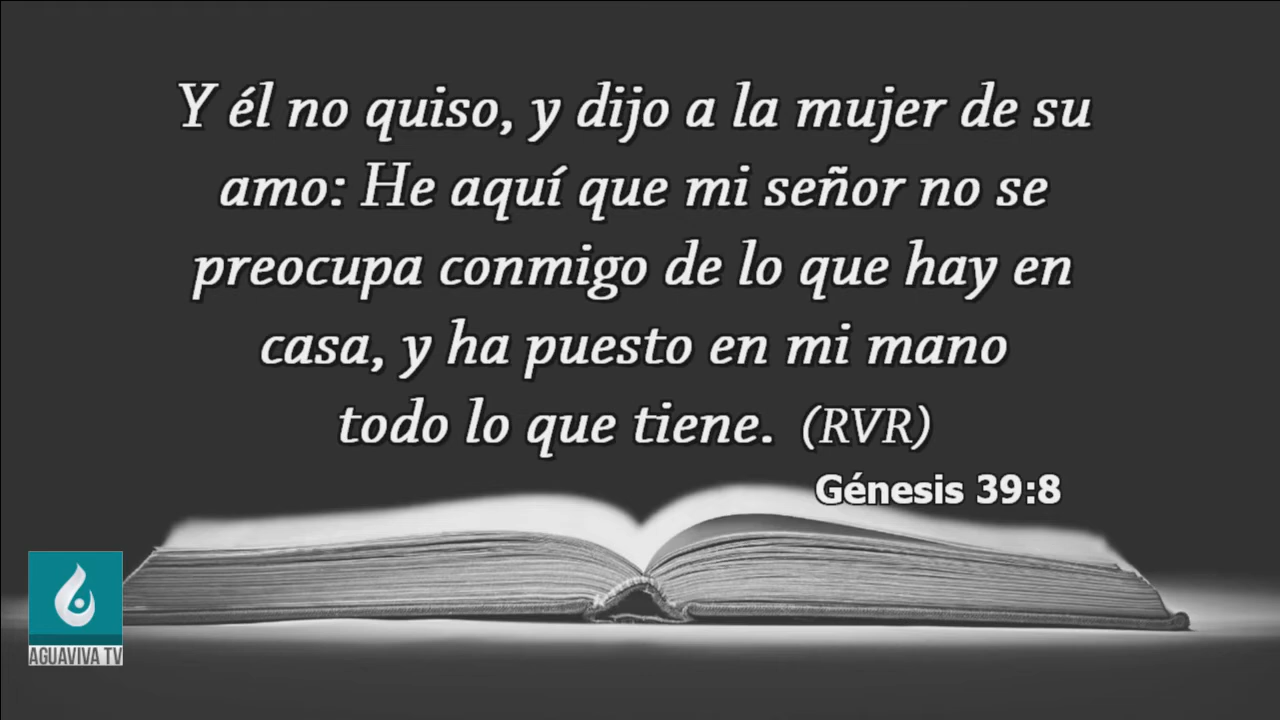 Y él no quiso, y dijo a la mujer de su
amo: He aquí que mi señor no se
preocupa conmigo de lo que hay en
casa, y ha puesto en mi mano
todo lo que tiene. (RVR)
Génesis 39:8
AGUAVIVA TV